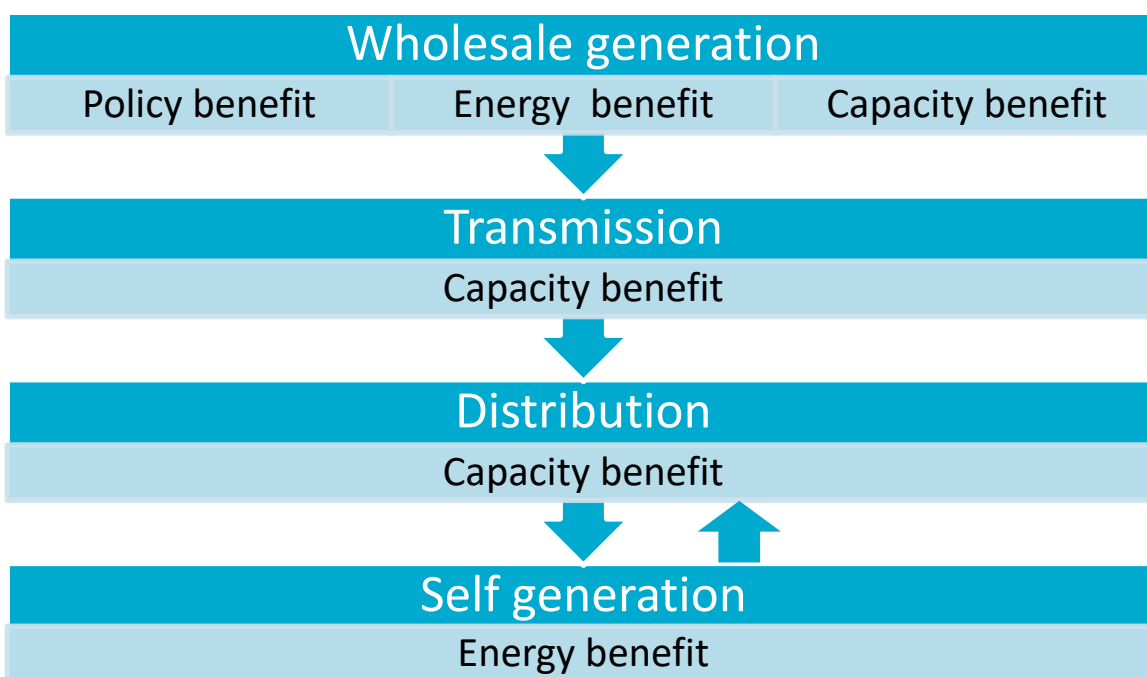 Wholesale generation
Policy benefit Energy benefit Capacity benefit
Transmission
Capacity benefit
Distribution
Capacity benefit
Self generation
Energy benefit